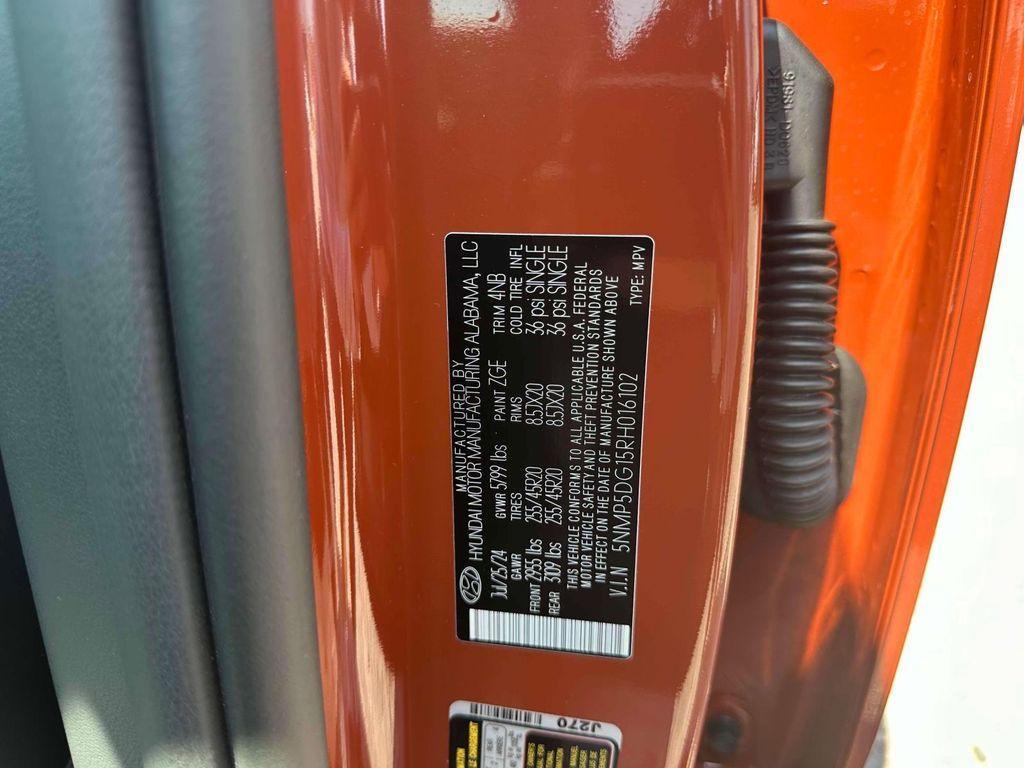 MANUFACTURED BY
HYUNDAI MOTOR MANUFACTURING ALABAMA, LLC
JUL/25/24 GVWR 5799 lbs PAINT ZGE TRIM 4NB
GAWR TIRES RIMS COLD TIRE INFL
FRONT 2955 lbs 255/45R20 8.5JX20 36 psi SINGLE
REAR 3109 lbs 255/45R20 8.5JX20 36 psi SINGLE
THIS VEHICLE CONFORMS TO ALL APPLICABLE U.S.A. FEDERAL
MOTOR VEHICLE SAFETY AND THEFT PREVENTION STANDARDS
IN EFFECT ON THE DATE OF MANUFACTURE SHOWN ABOVE
V.I.N 5NMP5DG15RH016102 TYPE: MPV
J270